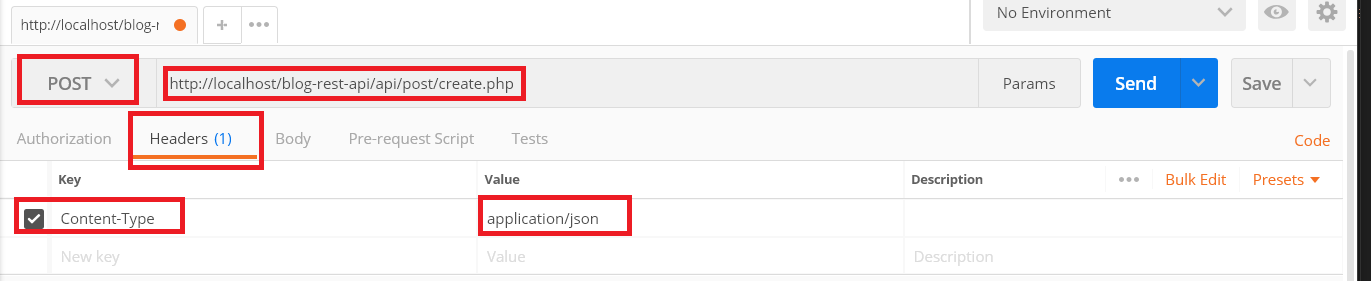 http://localhost/blog-r
No Environment
POST http://localhost/blog-rest-api/api/post/create.php Params Send Save
Authorization Headers (1) Body Pre-request Script Tests Code
Key Value Description Bulk Edit Presets
Content-Type application/json
New key Value Description